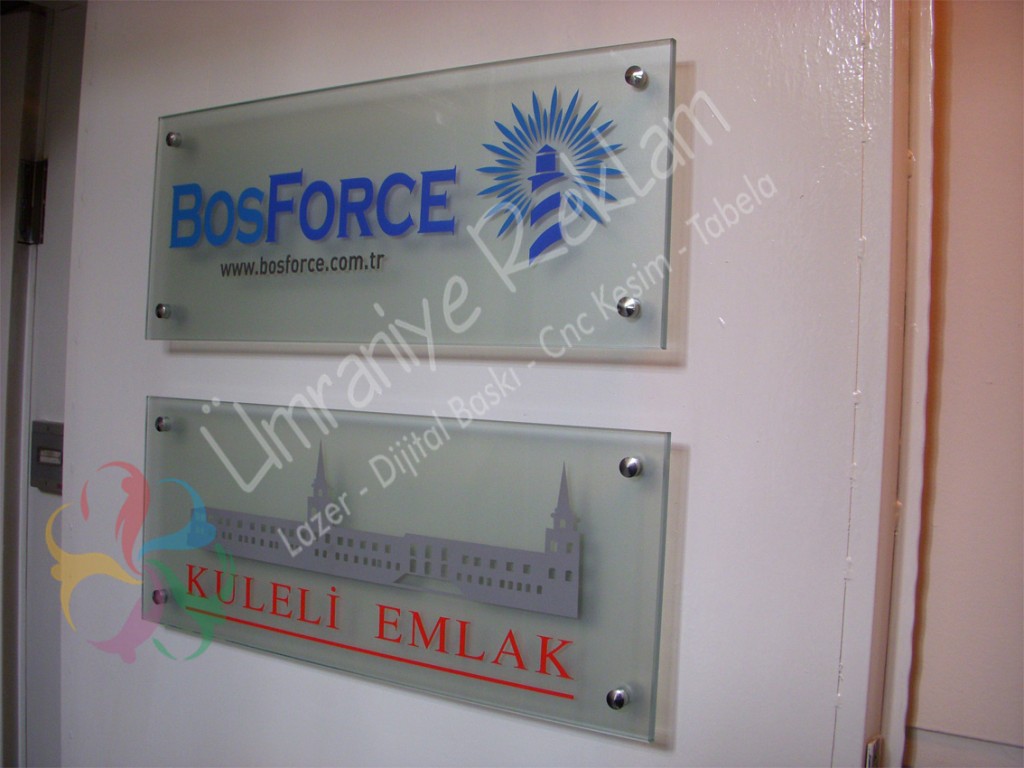 BOSFORCE
www.bosforce.com.tr
KULELİ EMLAK
Ümraniye Reklam
Lazer - Dijital Baskı - Cnc Kesim - Tabela